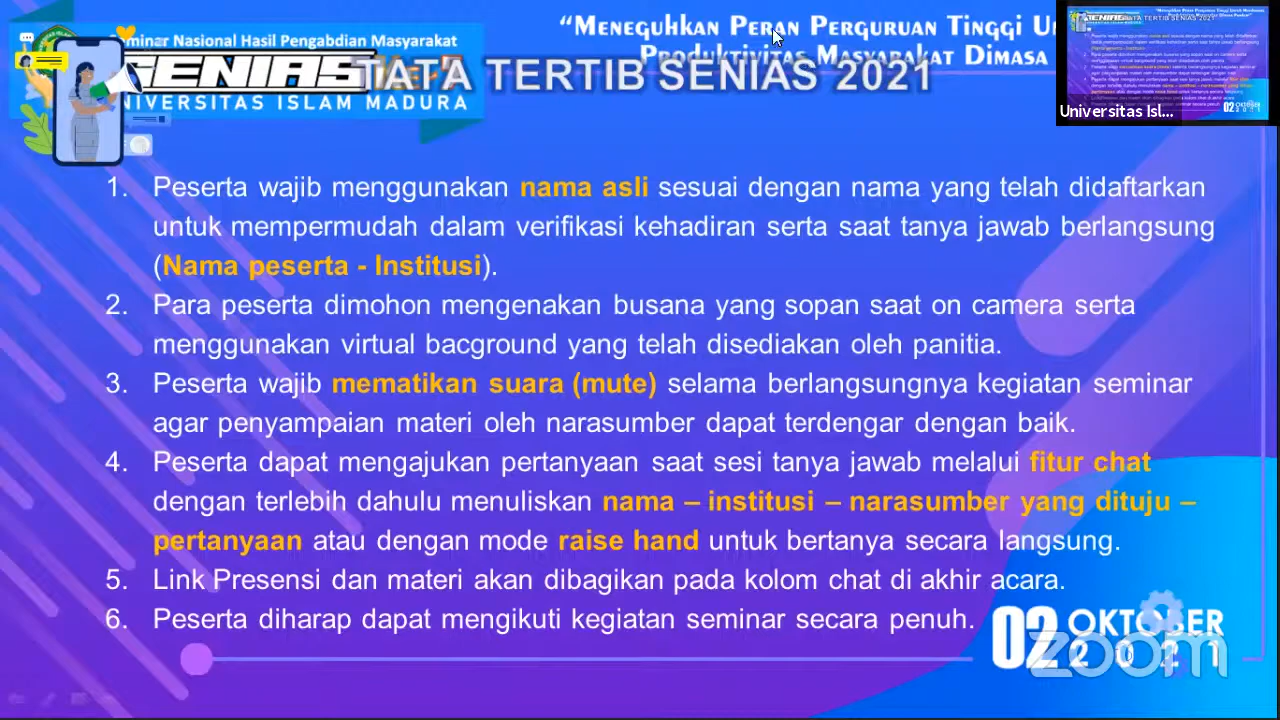 Seminar Nasional Hasil Pengabdian Masyarakat
SENIAS
UNIVERSITAS ISLAM MADURA
“Meneguhkan Peran Perguruan Tinggi
Produktivitas Masyarakat Dimasa
TATA TERTIB SENIAS 2021
Universitas Isl...
1. Peserta wajib menggunakan nama asli sesuai dengan nama yang telah didaftarkan
untuk mempermudah dalam verifikasi kehadiran serta saat tanya jawab berlangsung
(Nama peserta - Institusi).
2. Para peserta dimohon mengenakan busana yang sopan saat on camera serta
menggunakan virtual bacground yang telah disediakan oleh panitia.
3. Peserta wajib mematikan suara (mute) selama berlangsungnya kegiatan seminar
agar penyampaian materi oleh narasumber dapat terdengar dengan baik.
4. Peserta dapat mengajukan pertanyaan saat sesi tanya jawab melalui fitur chat
dengan terlebih dahulu menuliskan nama – institusi – narasumber yang dituju –
pertanyaan atau dengan mode raise hand untuk bertanya secara langsung.
5. Link Presensi dan materi akan dibagikan pada kolom chat di akhir acara.
6. Peserta diharap dapat mengikuti kegiatan seminar secara penuh.
02 OKTOBER
2021
zoom